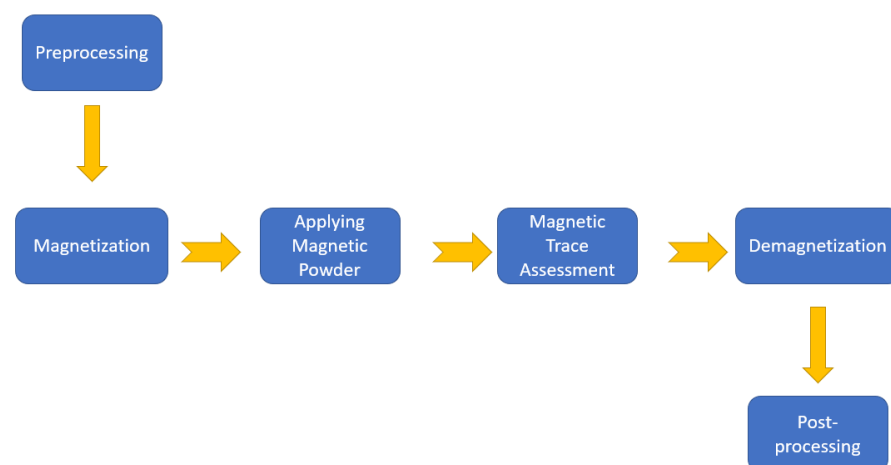 Preprocessing
Magnetization
Applying
Magnetic
Powder
Magnetic
Trace
Assessment
Demagnetization
Post-
processing